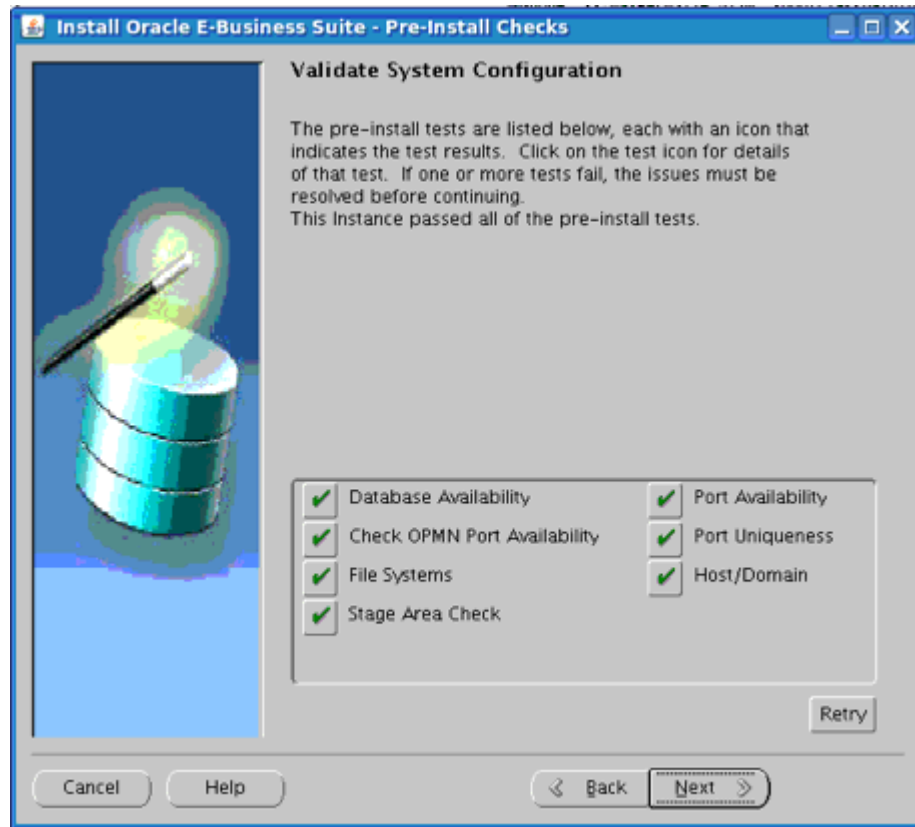 Install Oracle E-Business Suite - Pre-Install Checks
Validate System Configuration
The pre-install tests are listed below, each with an icon that
indicates the test results. Click on the test icon for details
of that test. If one or more tests fail, the issues must be
resolved before continuing.
This Instance passed all of the pre-install tests.
Database Availability
Port Availability
Check OPMN Port Availability
Port Uniqueness
File Systems
Host/Domain
Stage Area Check
Retry
Cancel
Help
Back
Next